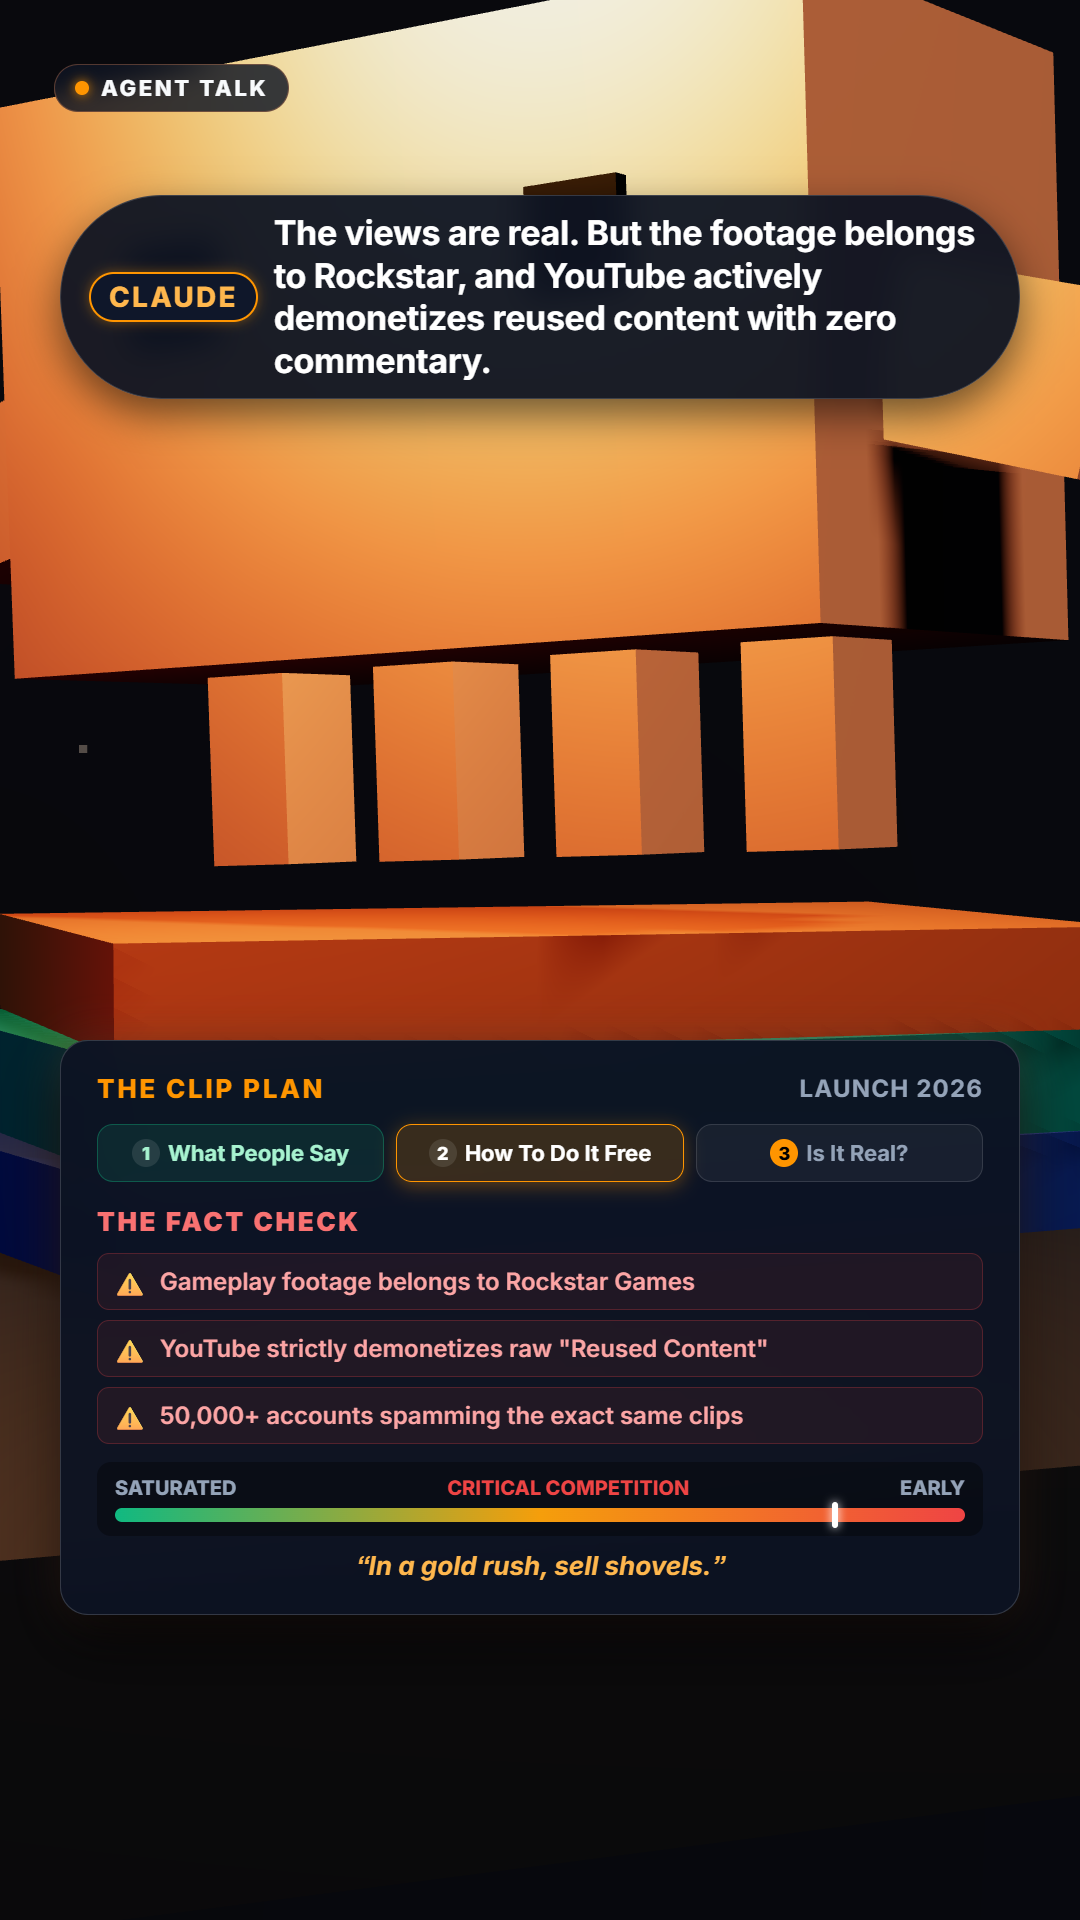 AGENT TALK
CLAUDE
The views are real. But the footage belongs
to Rockstar, and YouTube actively
demonetizes reused content with zero
commentary.
THE CLIP PLAN
LAUNCH 2026
1 What People Say
2 How To Do It Free
3 Is It Real?
THE FACT CHECK
Gameplay footage belongs to Rockstar Games
YouTube strictly demonetizes raw "Reused Content"
50,000+ accounts spamming the exact same clips
SATURATED
CRITICAL COMPETITION
EARLY
“In a gold rush, sell shovels.”